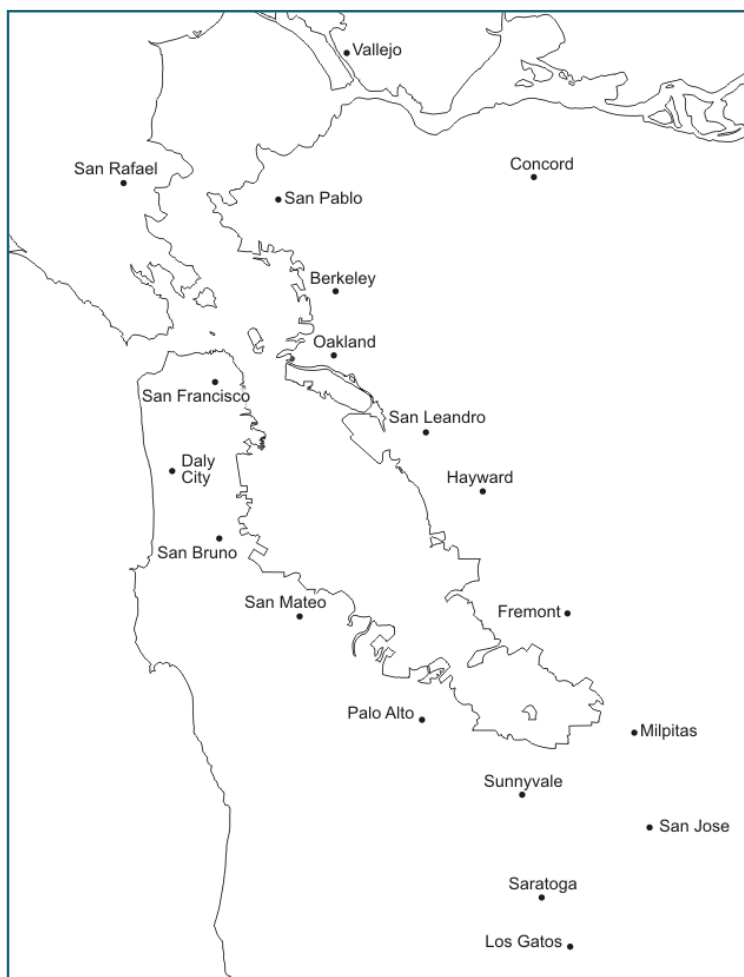 Vallejo
San Rafael
Concord
San Pablo
Berkeley
Oakland
San Francisco
San Leandro
Daly
City
Hayward
San Bruno
San Mateo
Fremont
Palo Alto
Milpitas
Sunnyvale
San Jose
Saratoga
Los Gatos